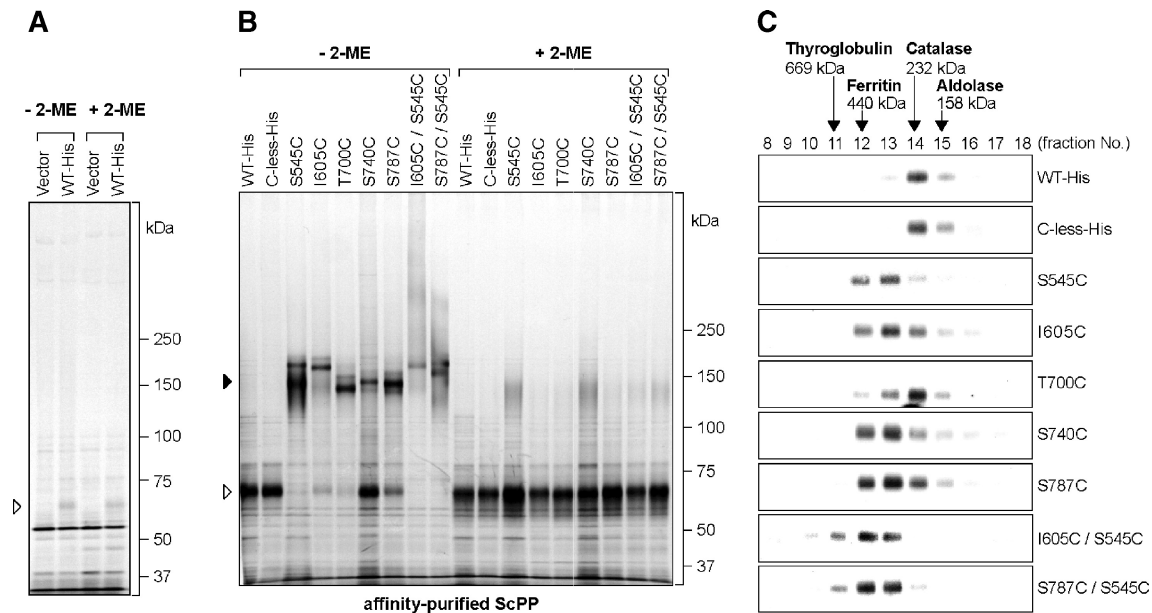 A
- 2-ME + 2-ME
Vector
WT-His
Vector
WT-His
kDa
250
150
100
75
50
37
B
- 2-ME
+ 2-ME
WT-His
C-less-His
S545C
I605C
T700C
S740C
S787C
I605C / S545C
S787C / S545C
WT-His
C-less-His
S545C
I605C
T700C
S740C
S787C
I605C / S545C
S787C / S545C
kDa
250
150
100
75
50
37
affinity-purified ScPP
C
Thyroglobulin Catalase
669 kDa 232 kDa
Ferritin Aldolase
440 kDa 158 kDa
8 9 10 11 12 13 14 15 16 17 18 (fraction No.)
WT-His
C-less-His
S545C
I605C
T700C
S740C
S787C
I605C / S545C
S787C / S545C